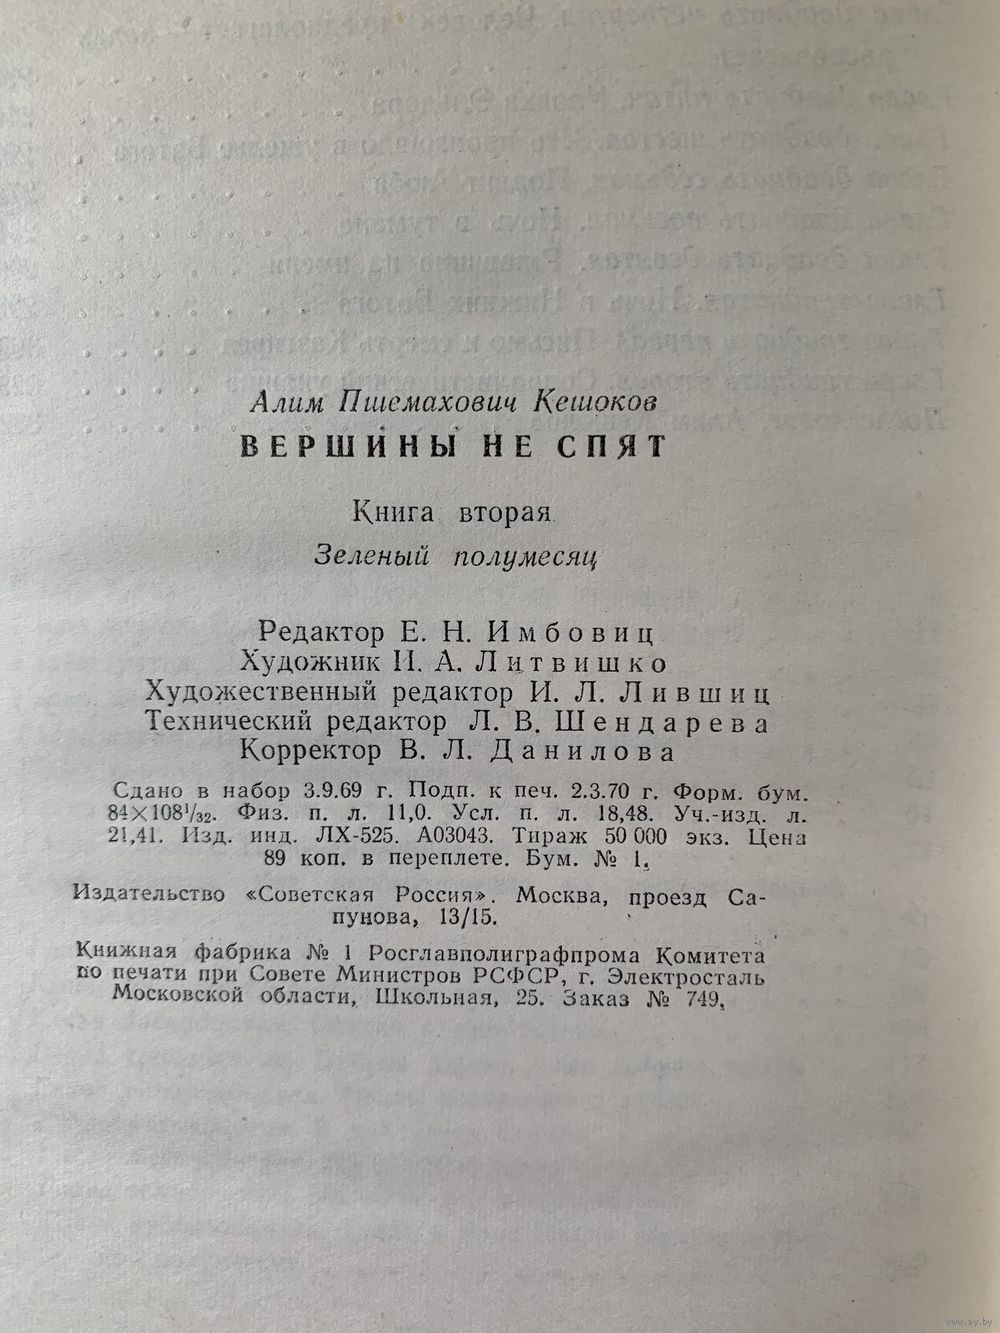 Алим Пшемахович Кешоков
ВЕРШИНЫ НЕ СПЯТ
Книга вторая
Зеленый полумесяц
Редактор Е. Н. Имбовиц
Художник И. А. Литвишко
Художественный редактор И. Л. Лившиц
Технический редактор Л. В. Шендарева
Корректор В. Л. Данилова
Сдано в набор 3.9.69 г. Подп. к печ. 2.3.70 г. Форм. бум.
84×108¹/₃₂. Физ. п. л. 11,0. Усл. п. л. 18,48. Уч.-изд. л.
21,41. Изд. инд. ЛХ-525. А03043. Тираж 50 000 экз. Цена
89 коп. в переплете. Бум. № 1.
Издательство «Советская Россия». Москва, проезд Са-
пунова, 13/15.
Книжная фабрика № 1 Росглавполиграфпрома Комитета
по печати при Совете Министров РСФСР, г. Электросталь
Московской области, Школьная, 25. Заказ № 749.
www.ay.by